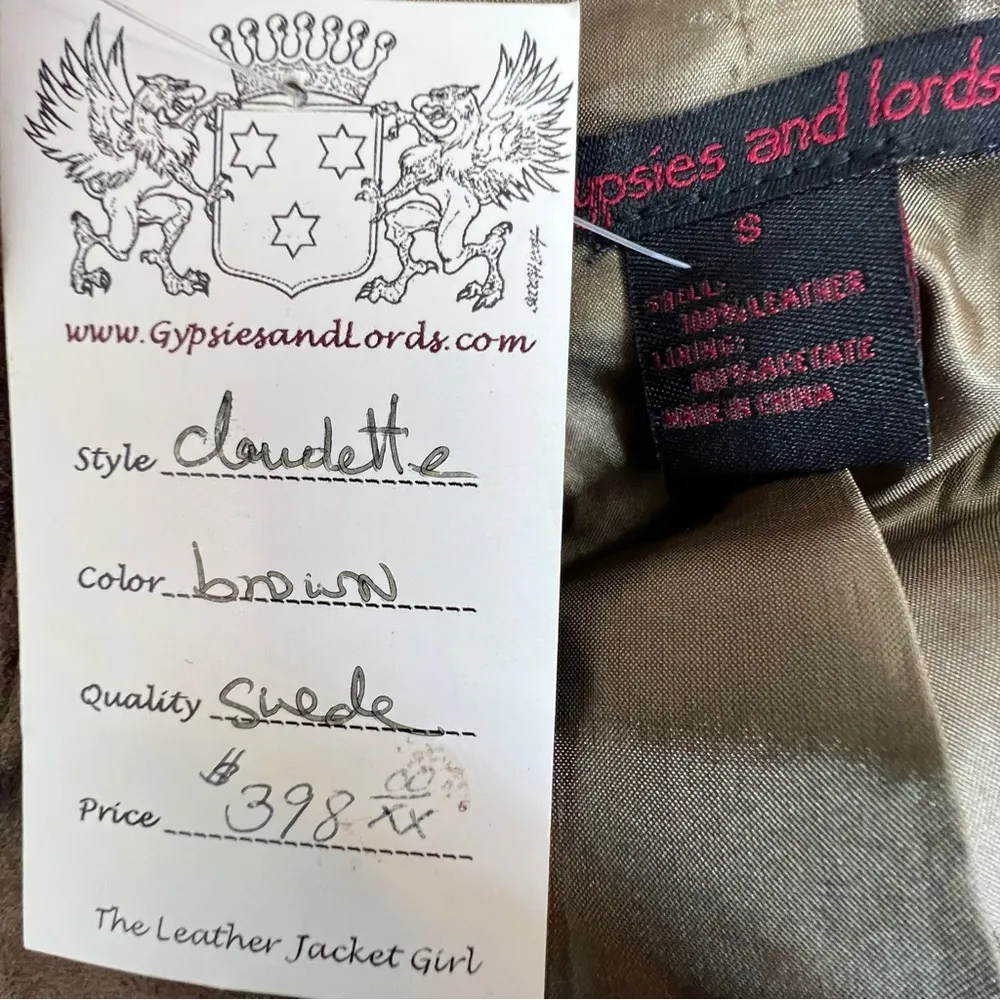 www.GypsiesandLords.com
Style claudette
Color brown
Quality Suede
Price $398 00/XX
The Leather Jacket Girl
ypsies and lords
S
SHELL:
100% LEATHER
LINING:
100% ACETATE
MADE IN CHINA